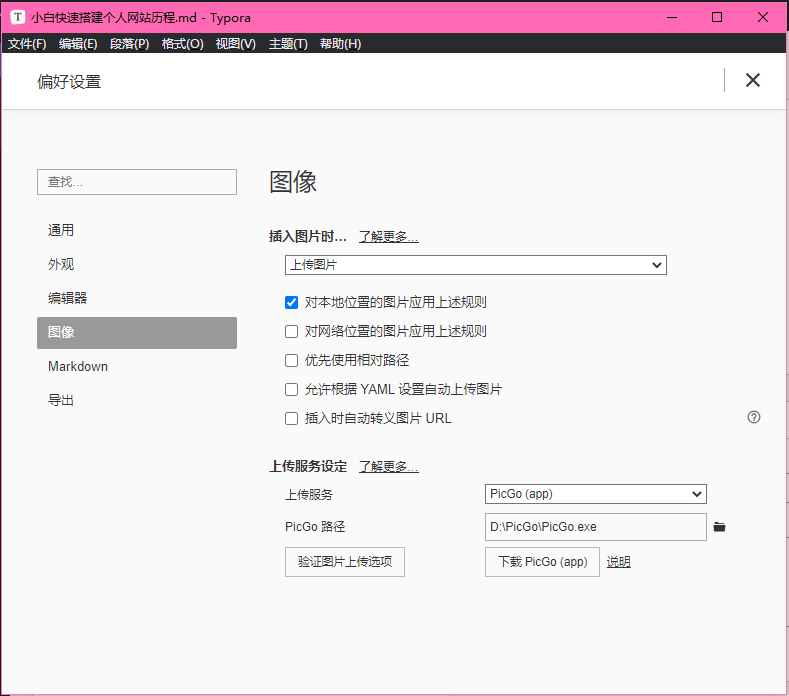 T 小白快速搭建个人网站历程.md - Typora
文件(F) 编辑(E) 段落(P) 格式(O) 视图(V) 主题(T) 帮助(H)
偏好设置
查找...
通用
外观
编辑器
图像
Markdown
导出
图像
插入图片时... 了解更多...
上传图片
对本地位置的图片应用上述规则
对网络位置的图片应用上述规则
优先使用相对路径
允许根据 YAML 设置自动上传图片
插入时自动转义图片 URL
上传服务设定 了解更多...
上传服务 PicGo (app)
PicGo 路径 D:\PicGo\PicGo.exe
验证图片上传选项 下载 PicGo (app) 说明